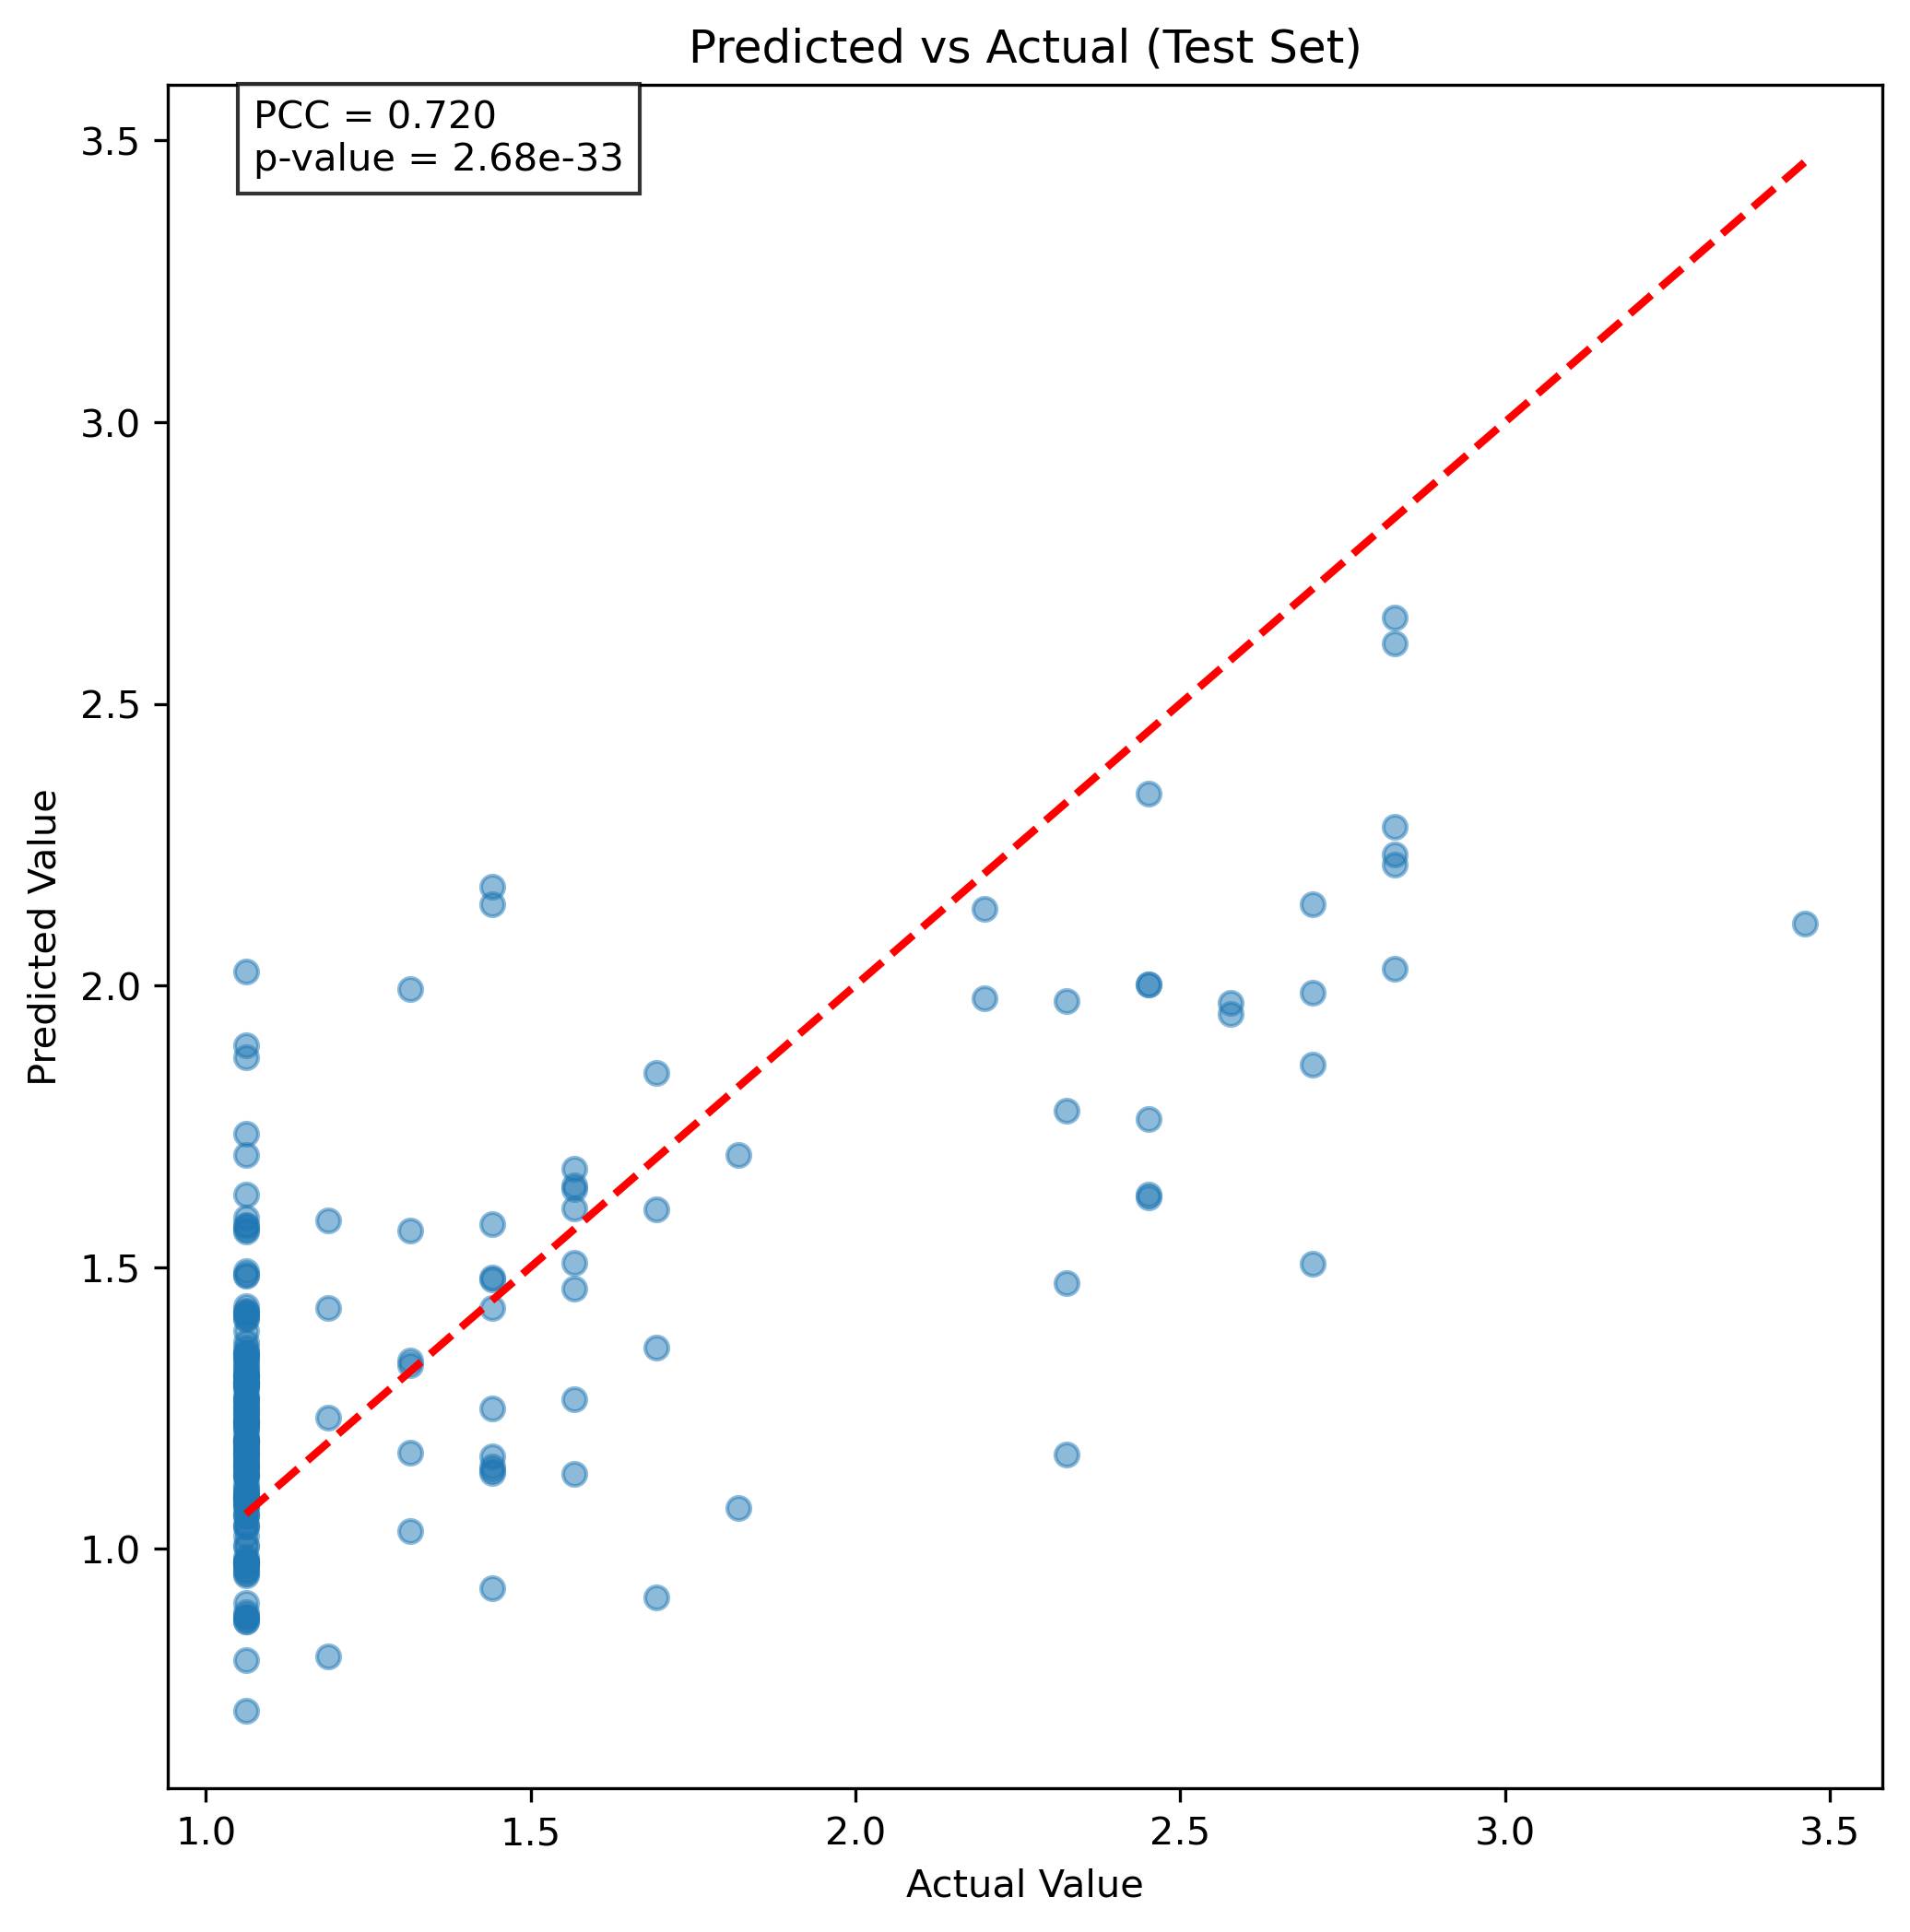 Predicted vs Actual (Test Set)
PCC = 0.720
p-value = 2.68e-33
3.5
3.0
2.5
2.0
1.5
1.0
Predicted Value
1.0 1.5 2.0 2.5 3.0 3.5
Actual Value